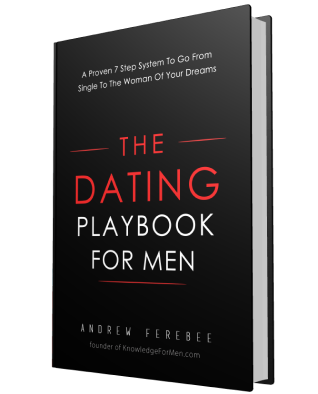 A Proven 7 Step System To Go From
Single To The Woman Of Your Dreams
THE
DATING
PLAYBOOK
FOR MEN
ANDREW FEREBEE
founder of KnowledgeForMen.com